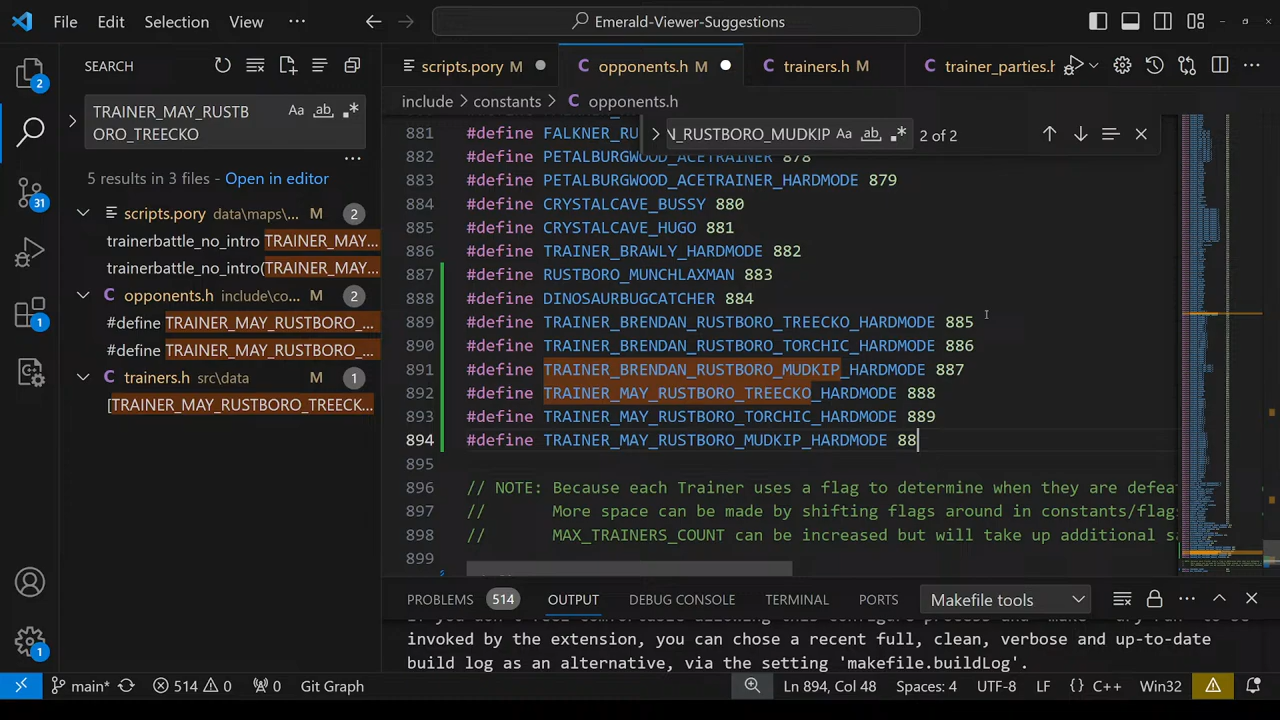 File Edit Selection View ··· Emerald-Viewer-Suggestions
SEARCH
scripts.pory M
opponents.h M
trainers.h M
trainer_parties.h
TRAINER_MAY_RUSTB
ORO_TREECKO
Aa ab
5 results in 3 files - Open in editor
scripts.pory data\maps\... M 2
trainerbattle_no_intro TRAINER_MAY...
trainerbattle_no_intro(TRAINER_MAY...
opponents.h include\co... M 2
#define TRAINER_MAY_RUSTBORO_...
#define TRAINER_MAY_RUSTBORO_...
trainers.h src\data 1
[TRAINER_MAY_RUSTBORO_TREECK...
2
31
1
1
include > constants > C opponents.h
N_RUSTBORO_MUDKIP Aa ab 2 of 2
881 #define FALKNER_RU
882 #define PETALBURGWOOD_ACETRAINER 878
883 #define PETALBURGWOOD_ACETRAINER_HARDMODE 879
884 #define CRYSTALCAVE_BUSSY 880
885 #define CRYSTALCAVE_HUGO 881
886 #define TRAINER_BRAWLY_HARDMODE 882
887 #define RUSTBORO_MUNCHLAXMAN 883
888 #define DINOSAURBUGCATCHER 884
889 #define TRAINER_BRENDAN_RUSTBORO_TREECKO_HARDMODE 885
890 #define TRAINER_BRENDAN_RUSTBORO_TORCHIC_HARDMODE 886
891 #define TRAINER_BRENDAN_RUSTBORO_MUDKIP_HARDMODE 887
892 #define TRAINER_MAY_RUSTBORO_TREECKO_HARDMODE 888
893 #define TRAINER_MAY_RUSTBORO_TORCHIC_HARDMODE 889
894 #define TRAINER_MAY_RUSTBORO_MUDKIP_HARDMODE 88
895
896 // NOTE: Because each Trainer uses a flag to determine when they are defea
897 // More space can be made by shifting flags around in constants/flag
898 // MAX_TRAINERS_COUNT can be increased but will take up additional s
899
PROBLEMS 514 OUTPUT DEBUG CONSOLE TERMINAL PORTS Makefile tools
invoked by the extension, you can chose a recent full, clean, verbose and up-to-date
build log as an alternative, via the setting 'makefile.buildLog'.
main* 514 0 0 Git Graph Ln 894, Col 48 Spaces: 4 UTF-8 LF {} C++ Win32